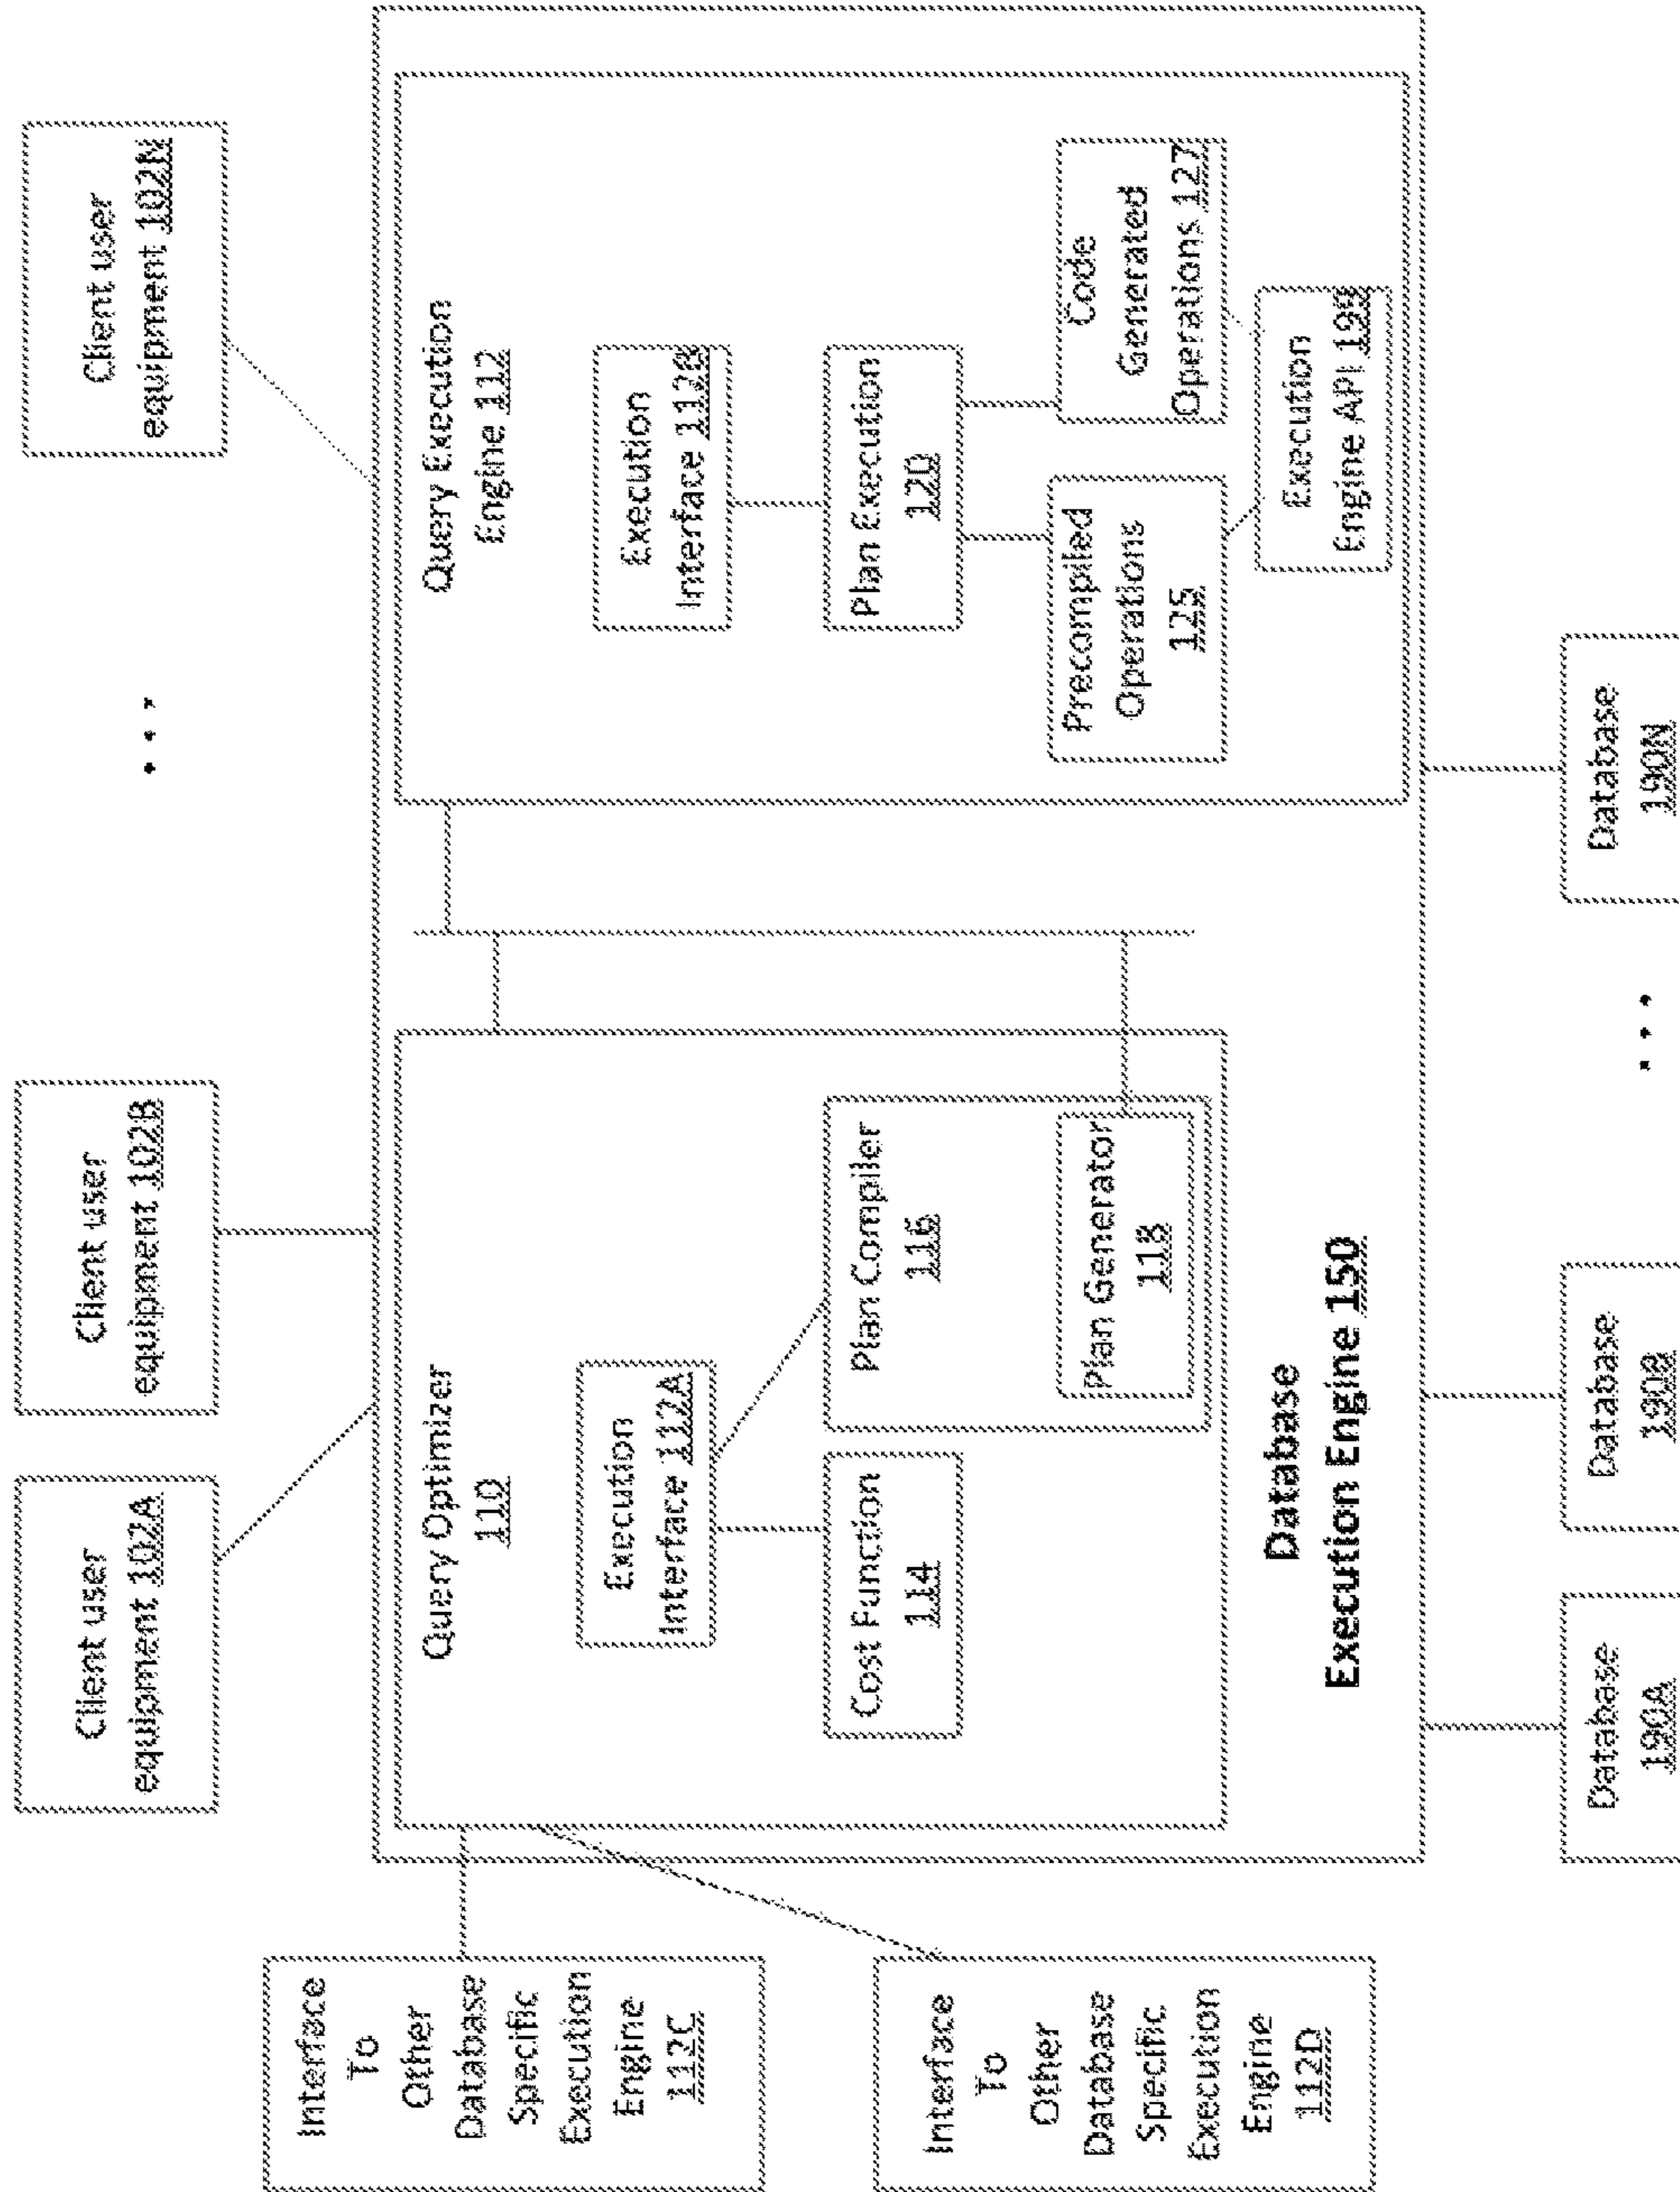 Client user
equipment 102A
Client user
equipment 102B
• • •
Client user
equipment 102N
Interface
To
Other
Database
Specific
Execution
Engine
112C
Interface
To
Other
Database
Specific
Execution
Engine
112D
Query Optimizer
110
Execution
Interface 112A
Cost Function
114
Plan Compiler
116
Plan Generator
118
Database
Execution Engine 150
Query Execution
Engine 112
Execution
Interface 112B
Plan Execution
120
Precompiled
Operations
125
Code
Generated
Operations 127
Execution
Engine API 199
Database
190A
Database
190B
• • •
Database
190N